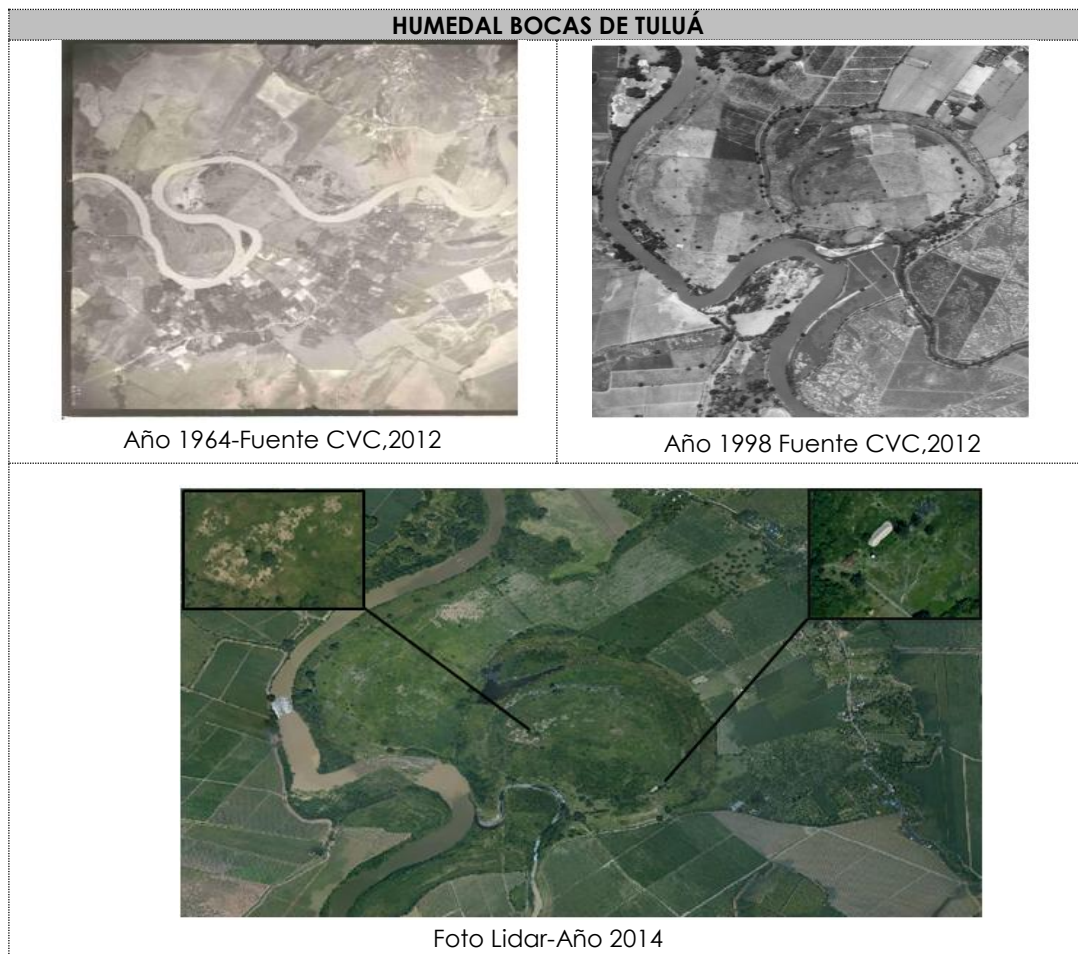 HUMEDAL BOCAS DE TULUÁ
Año 1964-Fuente CVC,2012
Año 1998 Fuente CVC,2012
Foto Lidar-Año 2014